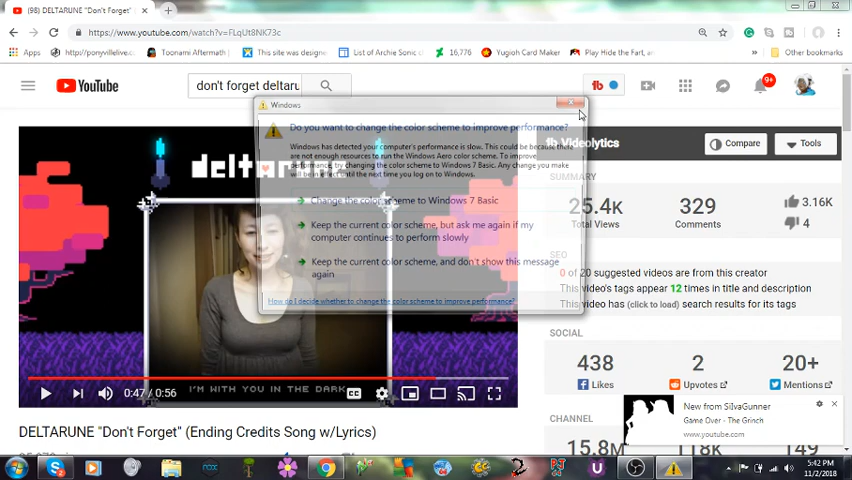 (98) DELTARUNE "Don't Forget"
https://www.youtube.com/watch?v=FLqUt8NK73c
Apps
http://ponyvillelive.c
Toonami Aftermath
This site was designe
List of Archie Sonic c
16,776
Yugioh Card Maker
Play Hide the Fart, an
Other bookmarks
YouTube
don't forget deltaru
9+
Windows
Do you want to change the color scheme to improve performance?
Windows has detected your computer's performance is slow. This could be because there
are not enough resources to run the Windows Aero color scheme. To improve
performance, try changing the color scheme to Windows 7 Basic. Any change you make
will be in effect until the next time you log on to Windows.
Change the color scheme to Windows 7 Basic
Keep the current color scheme, but ask me again if my
computer continues to perform slowly
Keep the current color scheme, and don't show this message
again
How do I decide whether to change the color scheme to improve performance?
deltarune
I'M WITH YOU IN THE DARK
0:47 / 0:56
CC
DELTARUNE "Don't Forget" (Ending Credits Song w/Lyrics)
tb Videolytics
Compare
Tools
SUMMARY
25.4K
Total Views
329
Comments
3.16K
4
SEO
0 of 20 suggested videos are from this creator
This video's tags appear 12 times in title and description
This video has (click to load) search results for its tags
SOCIAL
438
Likes
2
Upvotes
20+
Mentions
CHANNEL
15.8M
118K
149
New from SiIvaGunner
Game Over - The Grinch
www.youtube.com
5:42 PM
11/2/2018